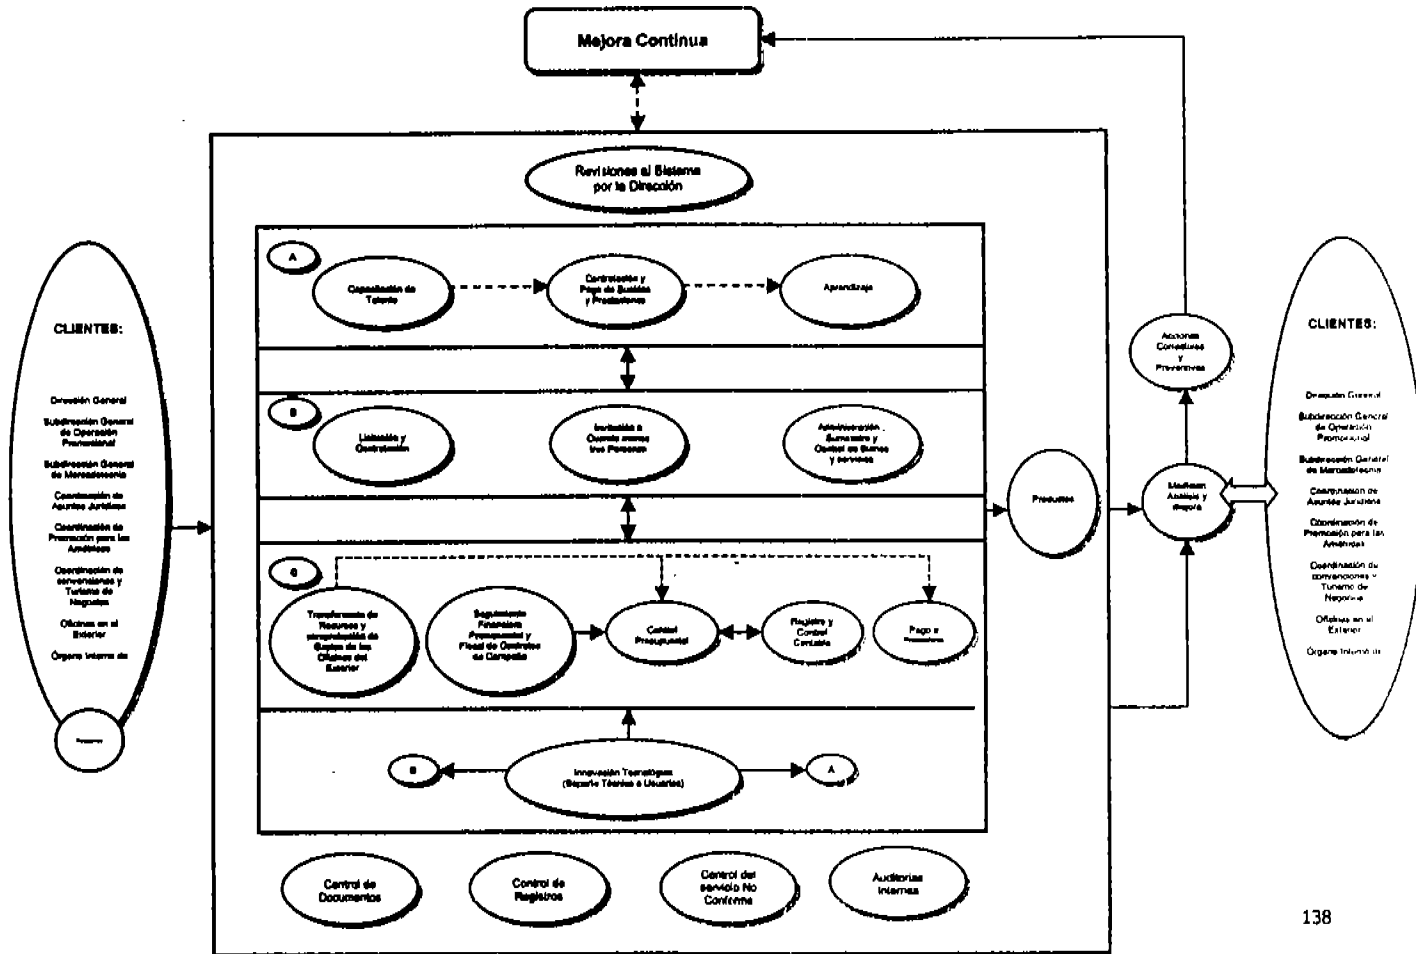 Mejora Continua
Revisiones al Sistema
por la Dirección
A
Capacitación de
Talento
Contratación y
Pago de Sueldos
y Prestaciones
Aprendizaje
B
Licitación y
Contratación
Invitación a
Cuando menos
tres Personas
Administración,
Suministro y
Control de Bienes
y servicios
C
Transferencia de
Recursos y
comprobación de
Gastos de las
Oficinas del
Exterior
Seguimiento
Financiero
Presupuestal y
Fiscal de Contratos
de Campaña
Control
Presupuestal
Registro y
Control
Contable
Pago a
B
Innovación Tecnológica
(Soporte Técnico a Usuarios)
A
Control de
Documentos
Control de
Registros
Control del
servicio No
Conforme
Auditorías
Internas
CLIENTES:
Dirección General
Subdirección General
de Operación
Promocional
Subdirección General
de Mercadotecnia
Coordinación de
Asuntos Jurídicos
Coordinación de
Promoción para las
Américas
Coordinación de
convenciones y
Turismo de
Negocios
Oficinas en el
Exterior
Órgano Interno de
Productos
Acciones
Correctivas
y
Preventivas
Medición
Análisis y
mejora
CLIENTES:
Dirección General
Subdirección General
de Operación
Promocional
Subdirección General
de Mercadotecnia
Coordinación de
Asuntos Jurídicos
Coordinación de
Promoción para las
Américas
Coordinación de
convenciones y
Turismo de
Negocios
Oficinas en el
Exterior
Órgano Interno de
138